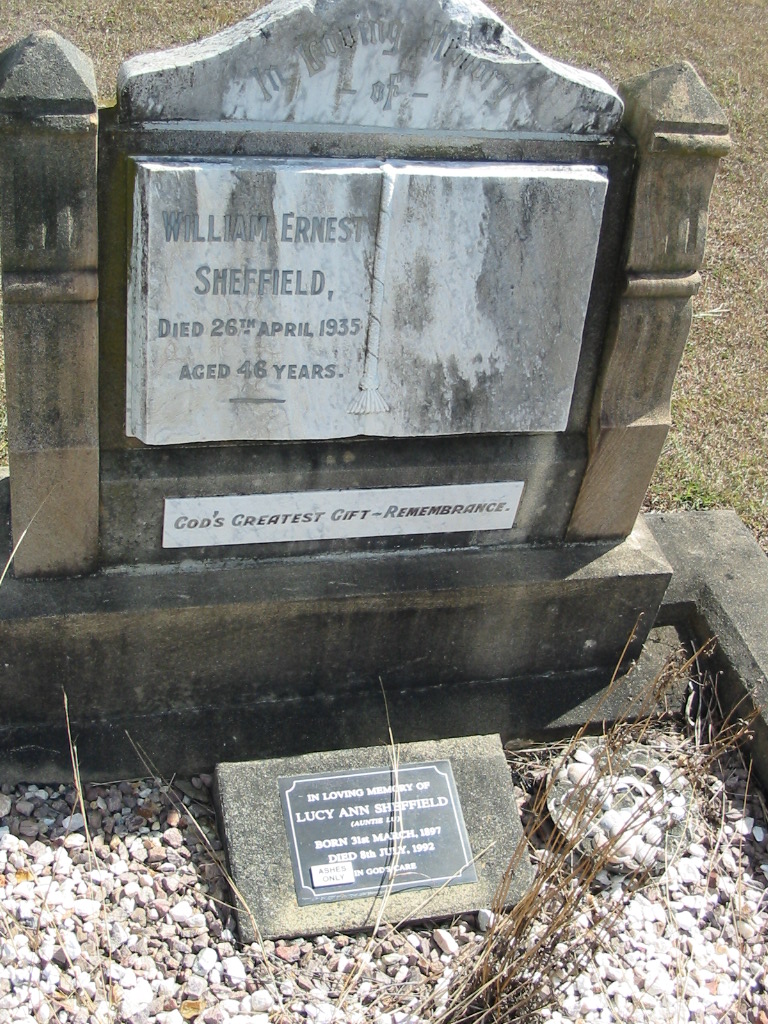 In Loving Memory
- of -
WILLIAM ERNEST
SHEFFIELD,
DIED 26TH APRIL, 1935
AGED 46 YEARS.
GOD'S GREATEST GIFT - REMEMBRANCE.
IN LOVING MEMORY OF
LUCY ANN SHEFFIELD
(AUNTIE LU)
BORN 31st MARCH, 1897
DIED 8th JULY, 1992
IN GOD'S CARE
ASHES
ONLY